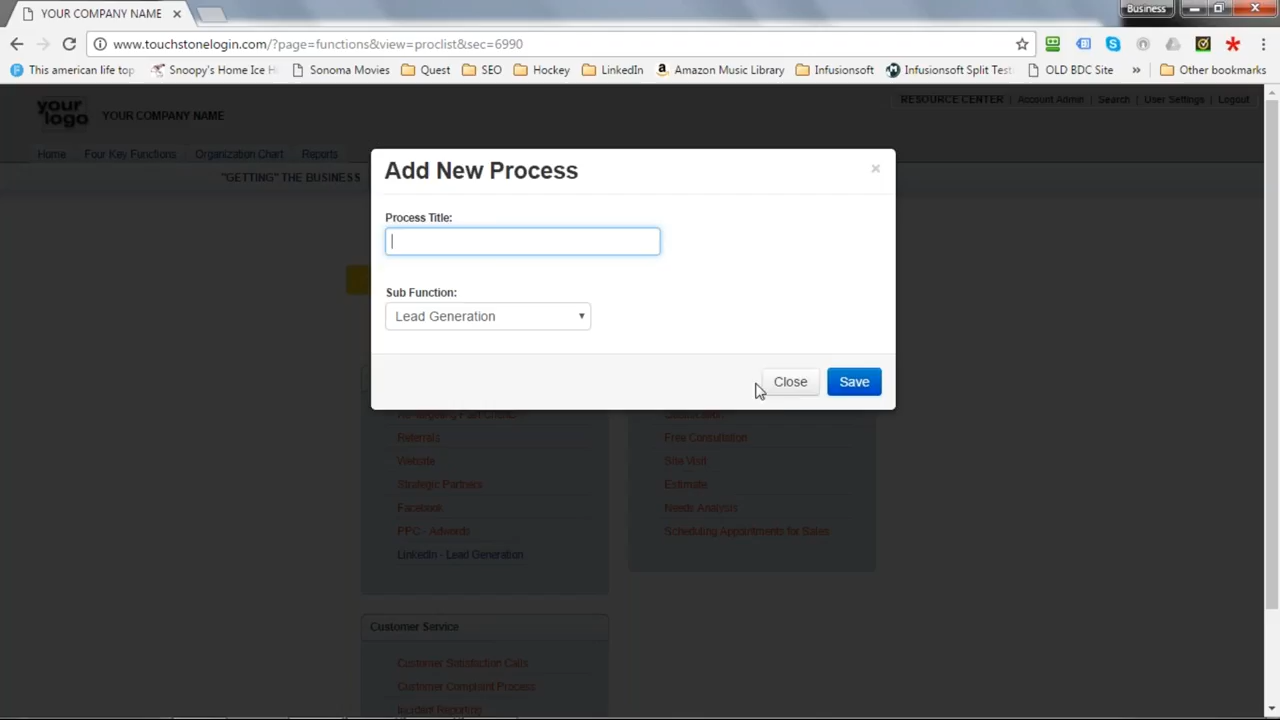 YOUR COMPANY NAME
Business
www.touchstonelogin.com/?page=functions&view=proclist&sec=6990
This american life top Snoopy's Home Ice H Sonoma Movies Quest SEO Hockey LinkedIn Amazon Music Library Infusionsoft Infusionsoft Split Test OLD BDC Site » Other bookmarks
RESOURCE CENTER | Account Admin | Search | User Settings | Logout
your logo
YOUR COMPANY NAME
Home Four Key Functions Organization Chart Reports
"GETTING" THE BUSINESS
Add New Process
Process Title:
Sub Function:
Lead Generation
Close Save
Referrals
Free Consultation
Website
Site Visit
Strategic Partners
Estimate
Facebook
Needs Analysis
PPC - Adwords
Scheduling Appointments for Sales
LinkedIn - Lead Generation
Customer Service
Customer Satisfaction Calls
Customer Complaint Process
Incident Reporting